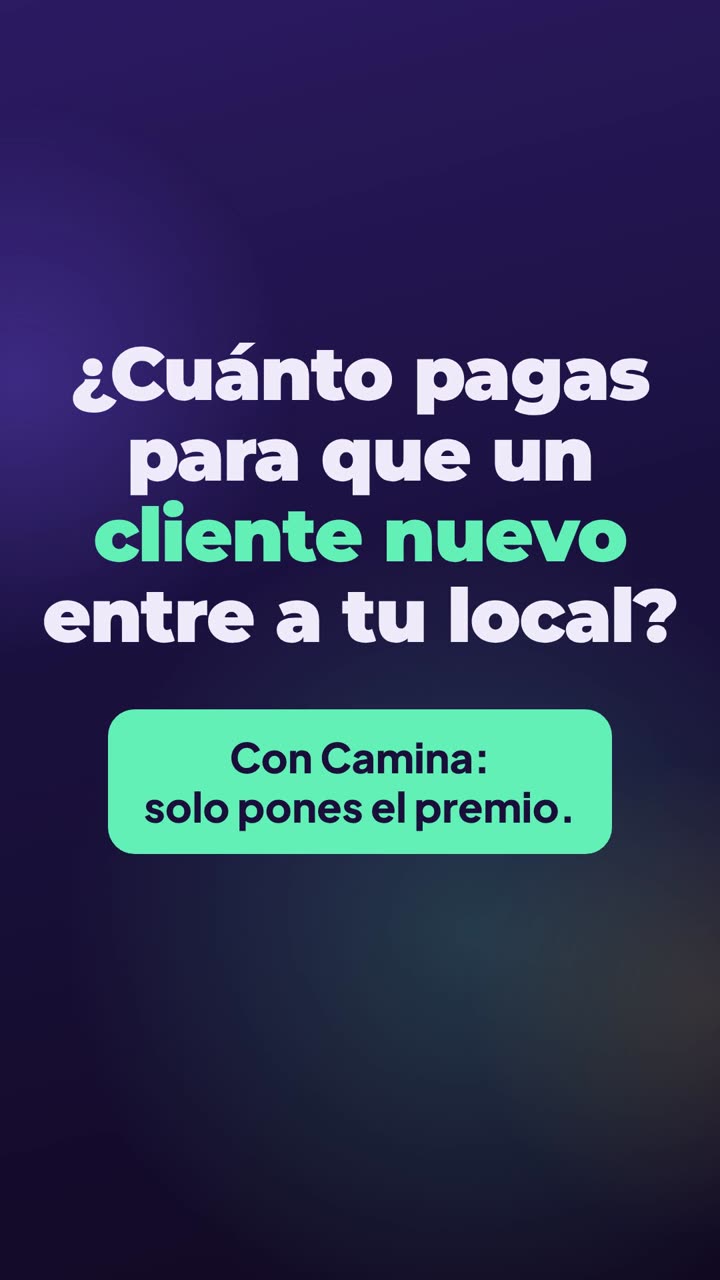 ¿Cuánto pagas
para que un
cliente nuevo
entre a tu local?
Con Camina:
solo pones el premio.